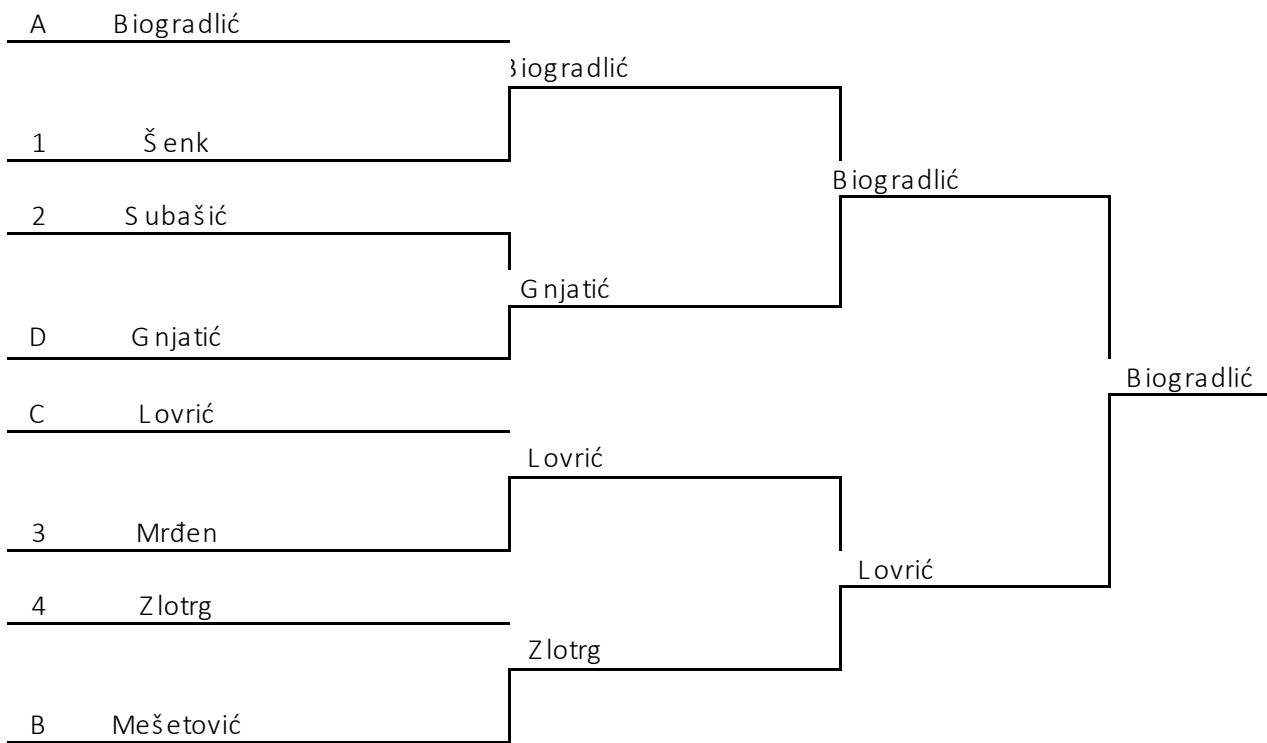 A Biogradlić
Biogradlić
1 Šenk
Biogradlić
2 Subašić
Gnjatić
D Gnjatić
Biogradlić
C Lovrić
Lovrić
3 Mrđen
Lovrić
4 Zlotrg
Zlotrg
B Mešetović